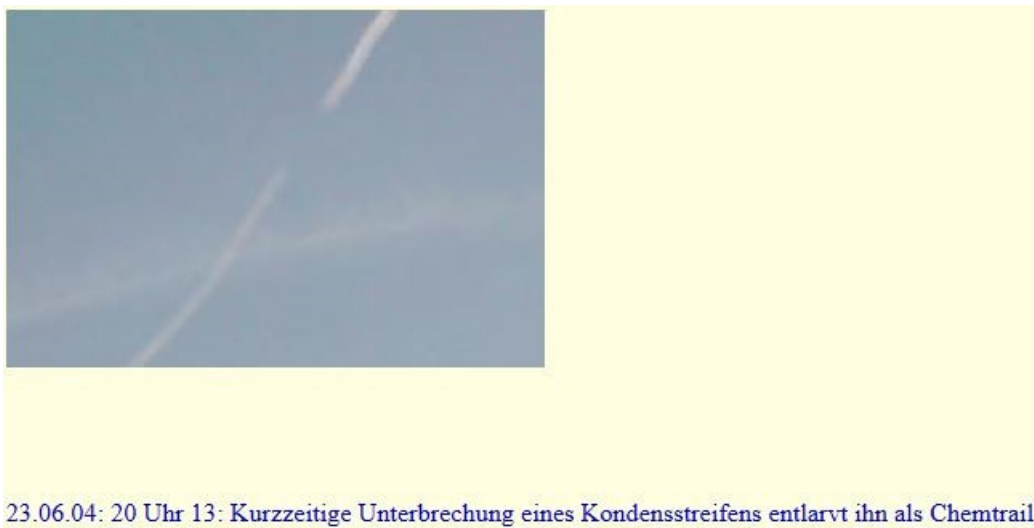 23.06.04: 20 Uhr 13: Kurzzeitige Unterbrechung eines Kondensstreifens entlarvt ihn als Chemtrail